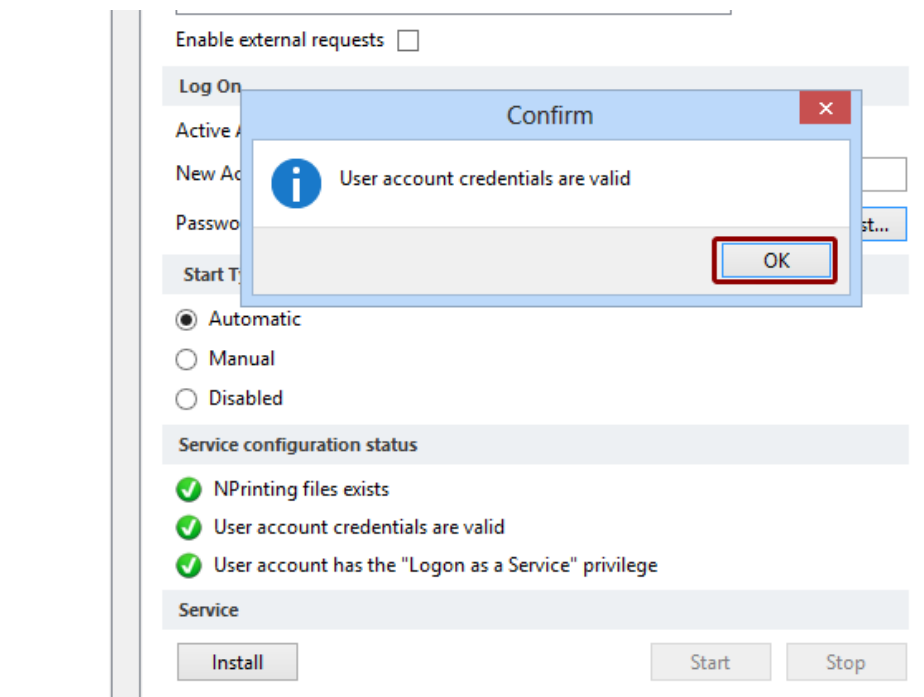 Enable external requests
Log On
Confirm
Active A
New Ac
User account credentials are valid
Passwo
st...
OK
Start Ty
Automatic
Manual
Disabled
Service configuration status
NPrinting files exists
User account credentials are valid
User account has the "Logon as a Service" privilege
Service
Install Start Stop